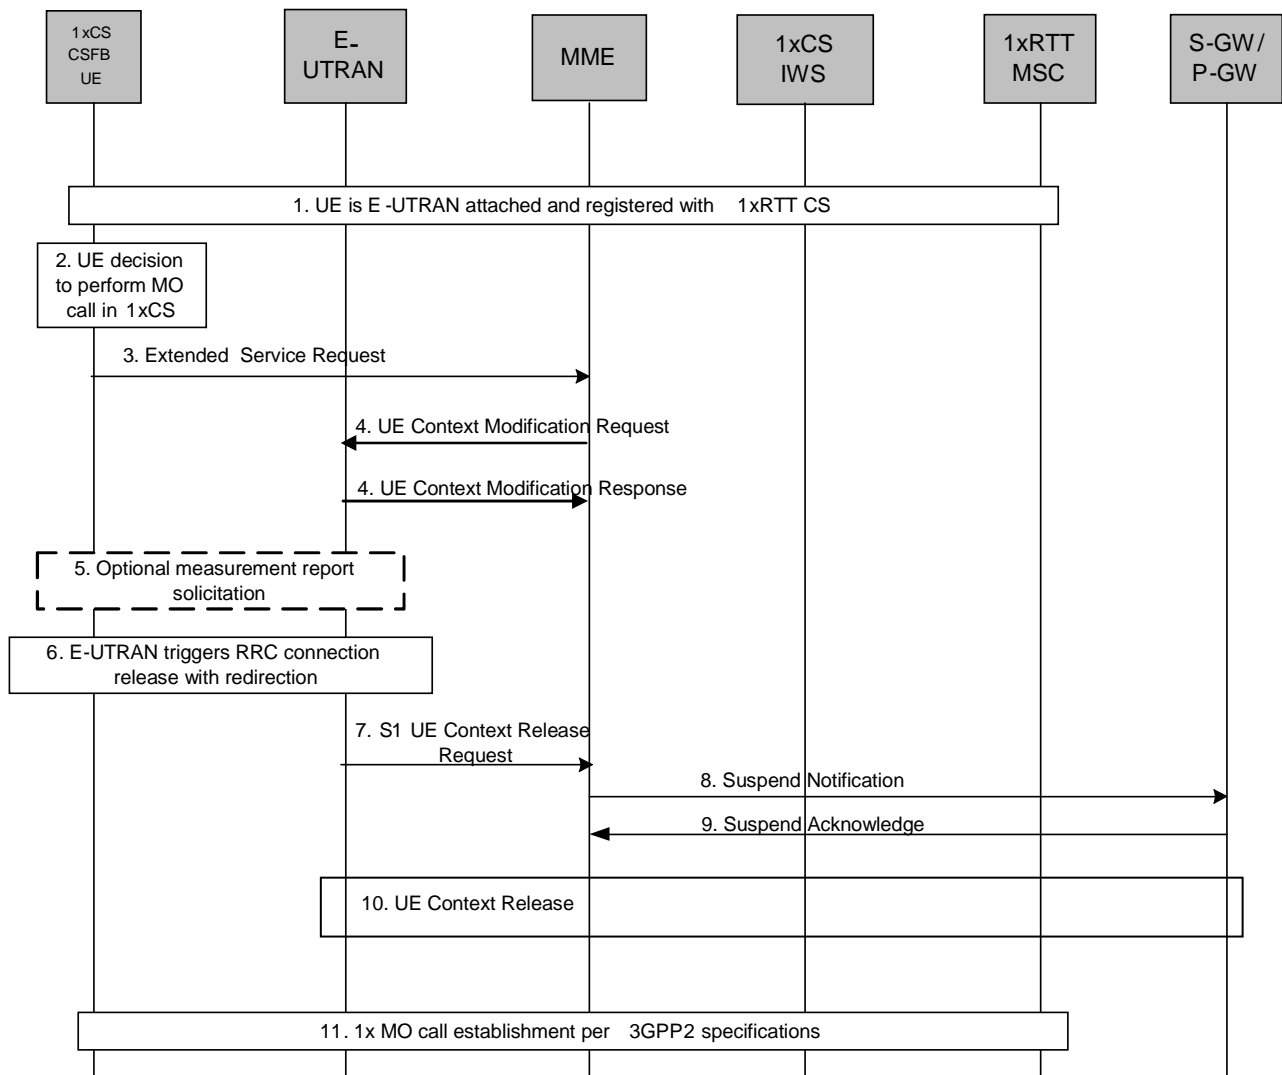 1xCS
CSFB
UE
E-
UTRAN
MME
1xCS
IWS
1xRTT
MSC
S-GW/
P-GW
1. UE is E-UTRAN attached and registered with 1xRTT CS
2. UE decision
to perform MO
call in 1xCS
3. Extended Service Request
4. UE Context Modification Request
4. UE Context Modification Response
5. Optional measurement report
solicitation
6. E-UTRAN triggers RRC connection
release with redirection
7. S1 UE Context Release
Request
8. Suspend Notification
9. Suspend Acknowledge
10. UE Context Release
11. 1x MO call establishment per 3GPP2 specifications